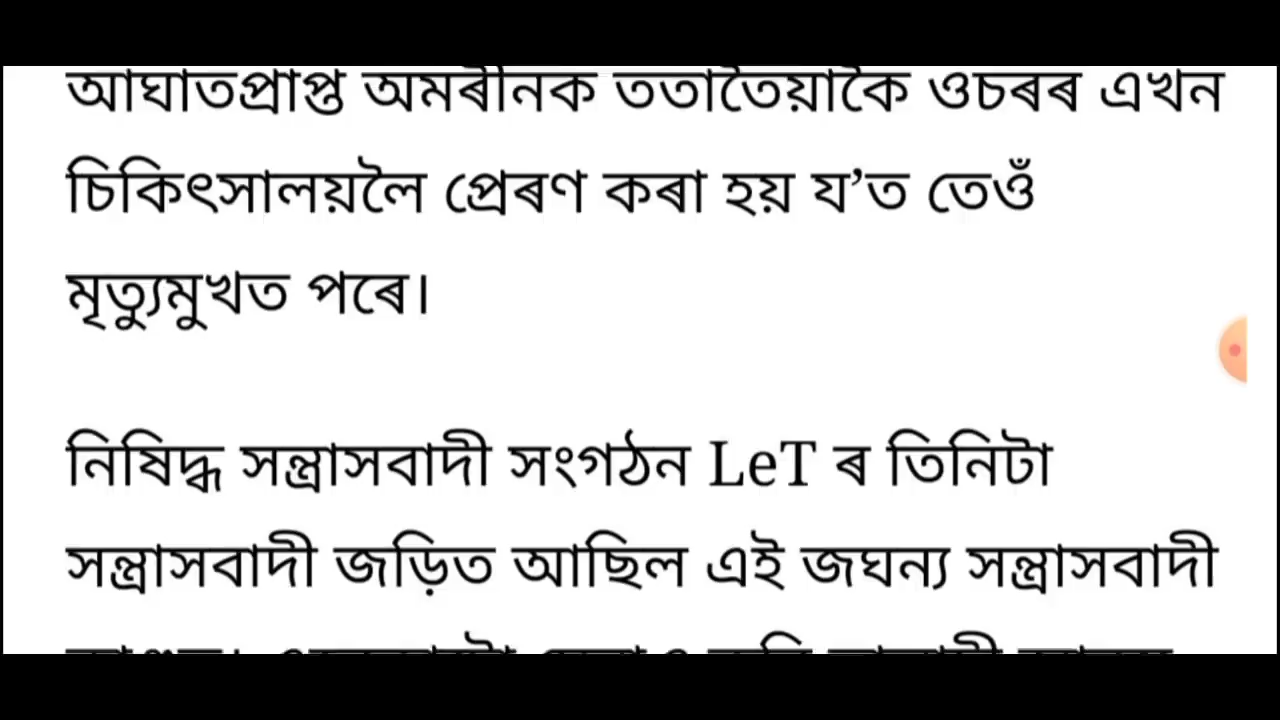 আঘাতপ্ৰাপ্ত অমৰীনক ততাতৈয়াকৈ ওচৰৰ এখন
চিকিৎসালয়লৈ প্ৰেৰণ কৰা হয় য’ত তেওঁ
মৃত্যুমুখত পৰে।
নিষিদ্ধ সন্ত্ৰাসবাদী সংগঠন LeT ৰ তিনিটা
সন্ত্ৰাসবাদী জড়িত আছিল এই জঘন্য সন্ত্ৰাসবাদী